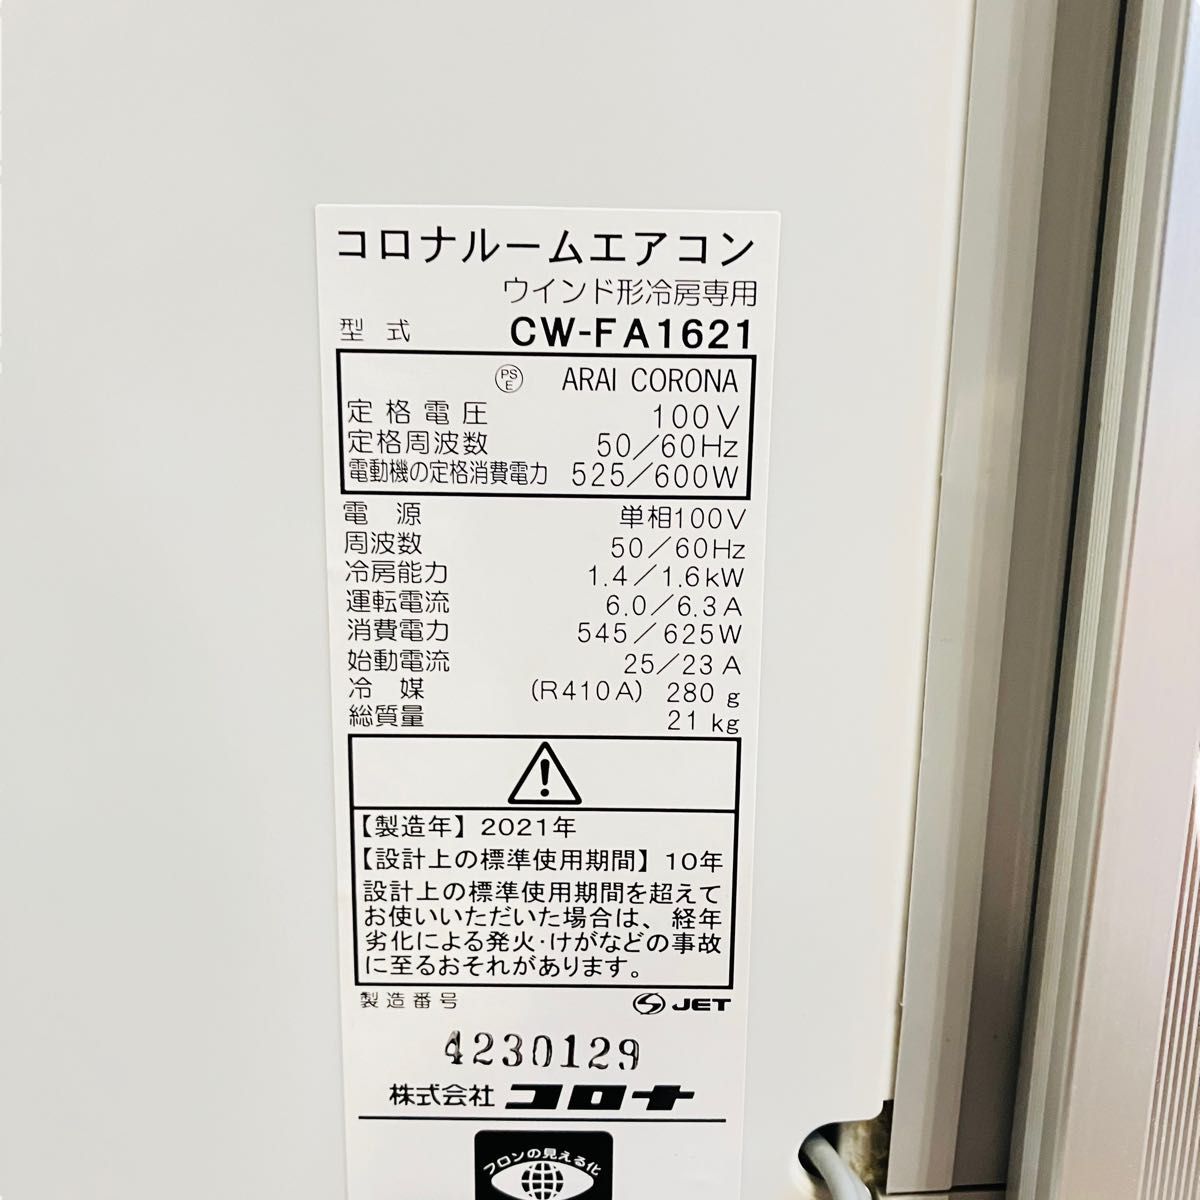 コロナルームエアコン
ウインド形冷房専用
型式 CW-FA1621
PSE ARAI CORONA
定格電圧 100V
定格周波数 50/60Hz
電動機の定格消費電力 525/600W
電源 単相100V
周波数 50/60Hz
冷房能力 1.4/1.6kW
運転電流 6.0/6.3A
消費電力 545/625W
始動電流 25/23A
冷媒 (R410A) 280g
総質量 21kg
【製造年】2021年
【設計上の標準使用期間】10年
設計上の標準使用期間を超えて
お使いいただいた場合は、経年
劣化による発火・けがなどの事故
に至るおそれがあります。
製造番号 JET
4230129
株式会社 コロナ
フロンの見える化